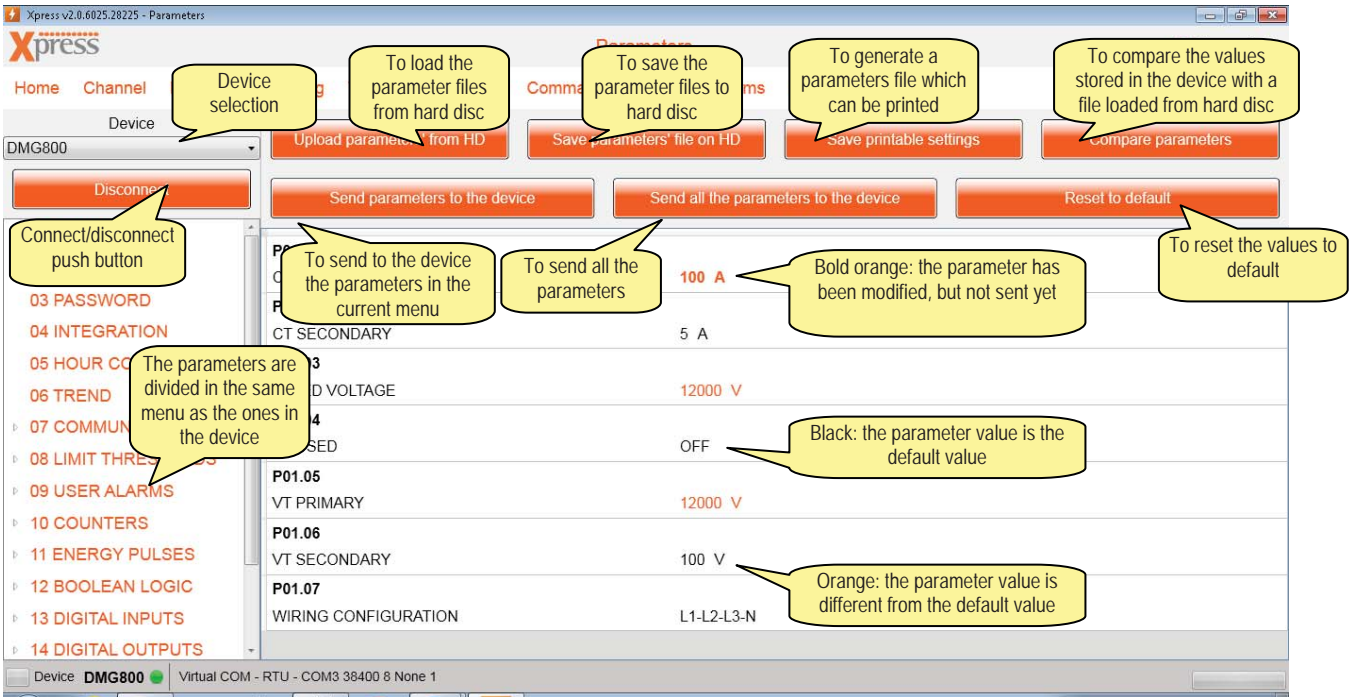 Xpress v2.0.6025.28225 - Parameters
Xpress
Home Channel
Device selection
To load the parameter files from hard disc
To save the parameter files to hard disc
To generate a parameters file which can be printed
To compare the values stored in the device with a file loaded from hard disc
Device
DMG800
Upload parameters' from HD
Save parameters' file on HD
Save printable settings
Compare parameters
Disconnect
Send parameters to the device
Send all the parameters to the device
Reset to default
Connect/disconnect push button
To send to the device the parameters in the current menu
To send all the parameters
100 A
Bold orange: the parameter has been modified, but not sent yet
To reset the values to default
03 PASSWORD
04 INTEGRATION
CT SECONDARY
5 A
05 HOUR
06 TREND
07
08 LIMIT
09 USER ALARMS
10 COUNTERS
11 ENERGY PULSES
12 BOOLEAN LOGIC
13 DIGITAL INPUTS
14 DIGITAL OUTPUTS
The parameters are divided in the same menu as the ones in the device
VOLTAGE
12000 V
OFF
Black: the parameter value is the default value
P01.05
VT PRIMARY
12000 V
P01.06
VT SECONDARY
100 V
Orange: the parameter value is different from the default value
P01.07
WIRING CONFIGURATION
L1-L2-L3-N
Device DMG800 Virtual COM - RTU - COM3 38400 8 None 1